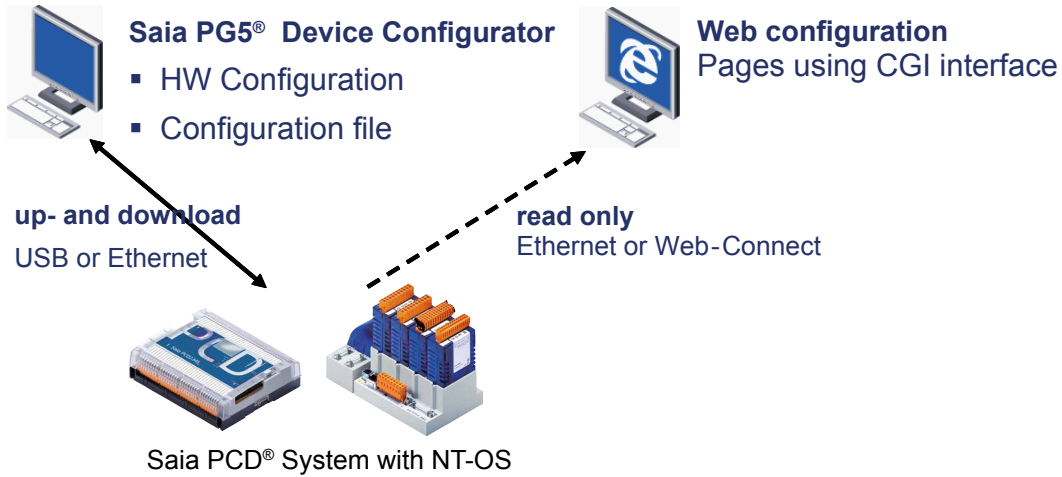 Saia PG5® Device Configurator
▪ HW Configuration
▪ Configuration file
Web configuration
Pages using CGI interface
up- and download
USB or Ethernet
read only
Ethernet or Web-Connect
PCD
Saia PCD® System with NT-OS